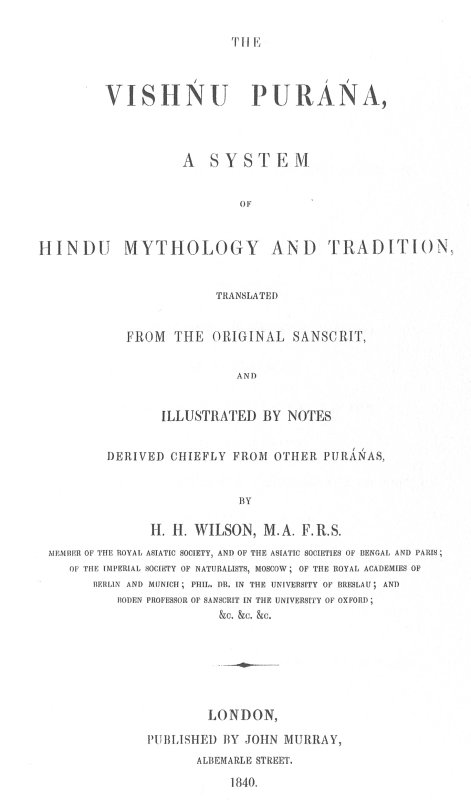 THE
VISHŃU PURÁŃA,
A SYSTEM
OF
HINDU MYTHOLOGY AND TRADITION,
TRANSLATED
FROM THE ORIGINAL SANSCRIT,
AND
ILLUSTRATED BY NOTES
DERIVED CHIEFLY FROM OTHER PURÁŃAS,
BY
H. H. WILSON, M.A. F.R.S.
MEMBER OF THE ROYAL ASIATIC SOCIETY, AND OF THE ASIATIC SOCIETIES OF BENGAL AND PARIS;
OF THE IMPERIAL SOCIETY OF NATURALISTS, MOSCOW; OF THE ROYAL ACADEMIES OF
BERLIN AND MUNICH; PHIL. DR. IN THE UNIVERSITY OF BRESLAU; AND
BODEN PROFESSOR OF SANSCRIT IN THE UNIVERSITY OF OXFORD;
&c. &c. &c.
LONDON,
PUBLISHED BY JOHN MURRAY,
ALBEMARLE STREET.
1840.